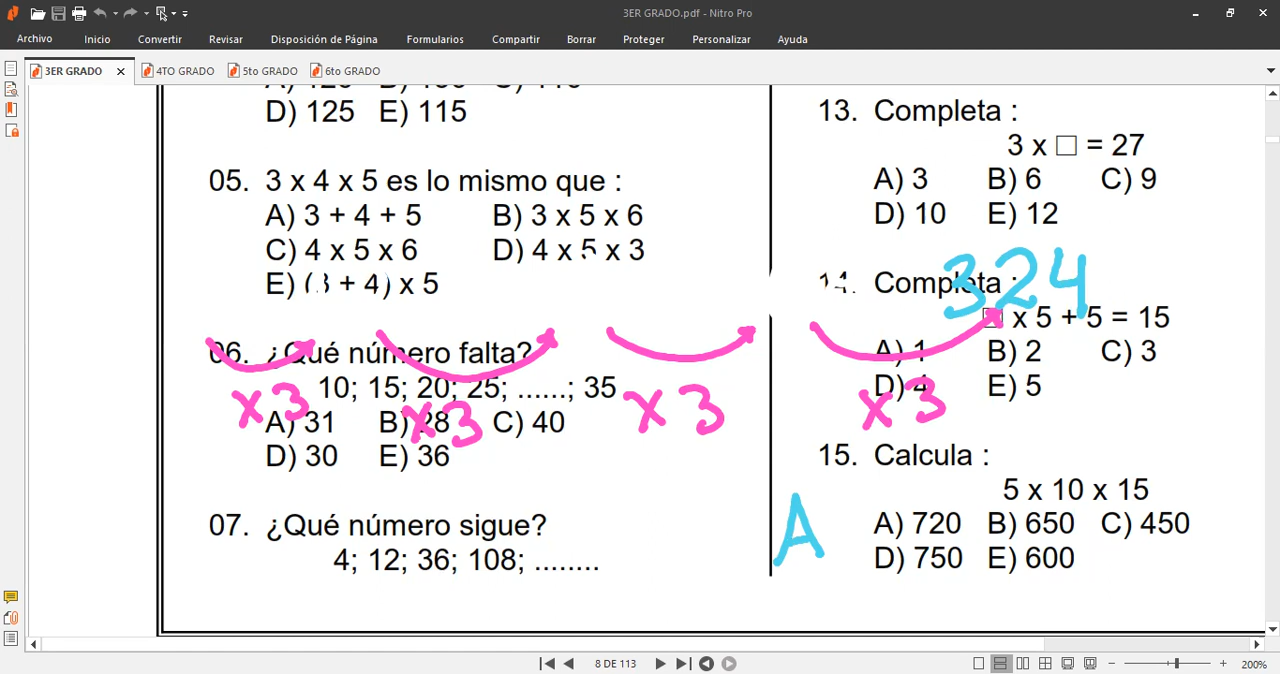 3ER GRADO.pdf - Nitro Pro
Archivo Inicio Convertir Revisar Disposición de Página Formularios Compartir Borrar Proteger Personalizar Ayuda
3ER GRADO 4TO GRADO 5to GRADO 6to GRADO
D) 125 E) 115
05. 3 x 4 x 5 es lo mismo que :
A) 3 + 4 + 5 B) 3 x 5 x 6
C) 4 x 5 x 6 D) 4 x 5 x 3
E) (3 + 4) x 5
06. ¿Qué número falta?
10; 15; 20; 25; ......; 35
A) 31 B) 28 C) 40
D) 30 E) 36
07. ¿Qué número sigue?
4; 12; 36; 108; ........
x3 x3 x3 x3
A
13. Completa :
3 x □ = 27
A) 3 B) 6 C) 9
D) 10 E) 12
324
14. Completa :
□ x 5 + 5 = 15
A) 1 B) 2 C) 3
D) 4 E) 5
15. Calcula :
5 x 10 x 15
A) 720 B) 650 C) 450
D) 750 E) 600
8 DE 113
200%